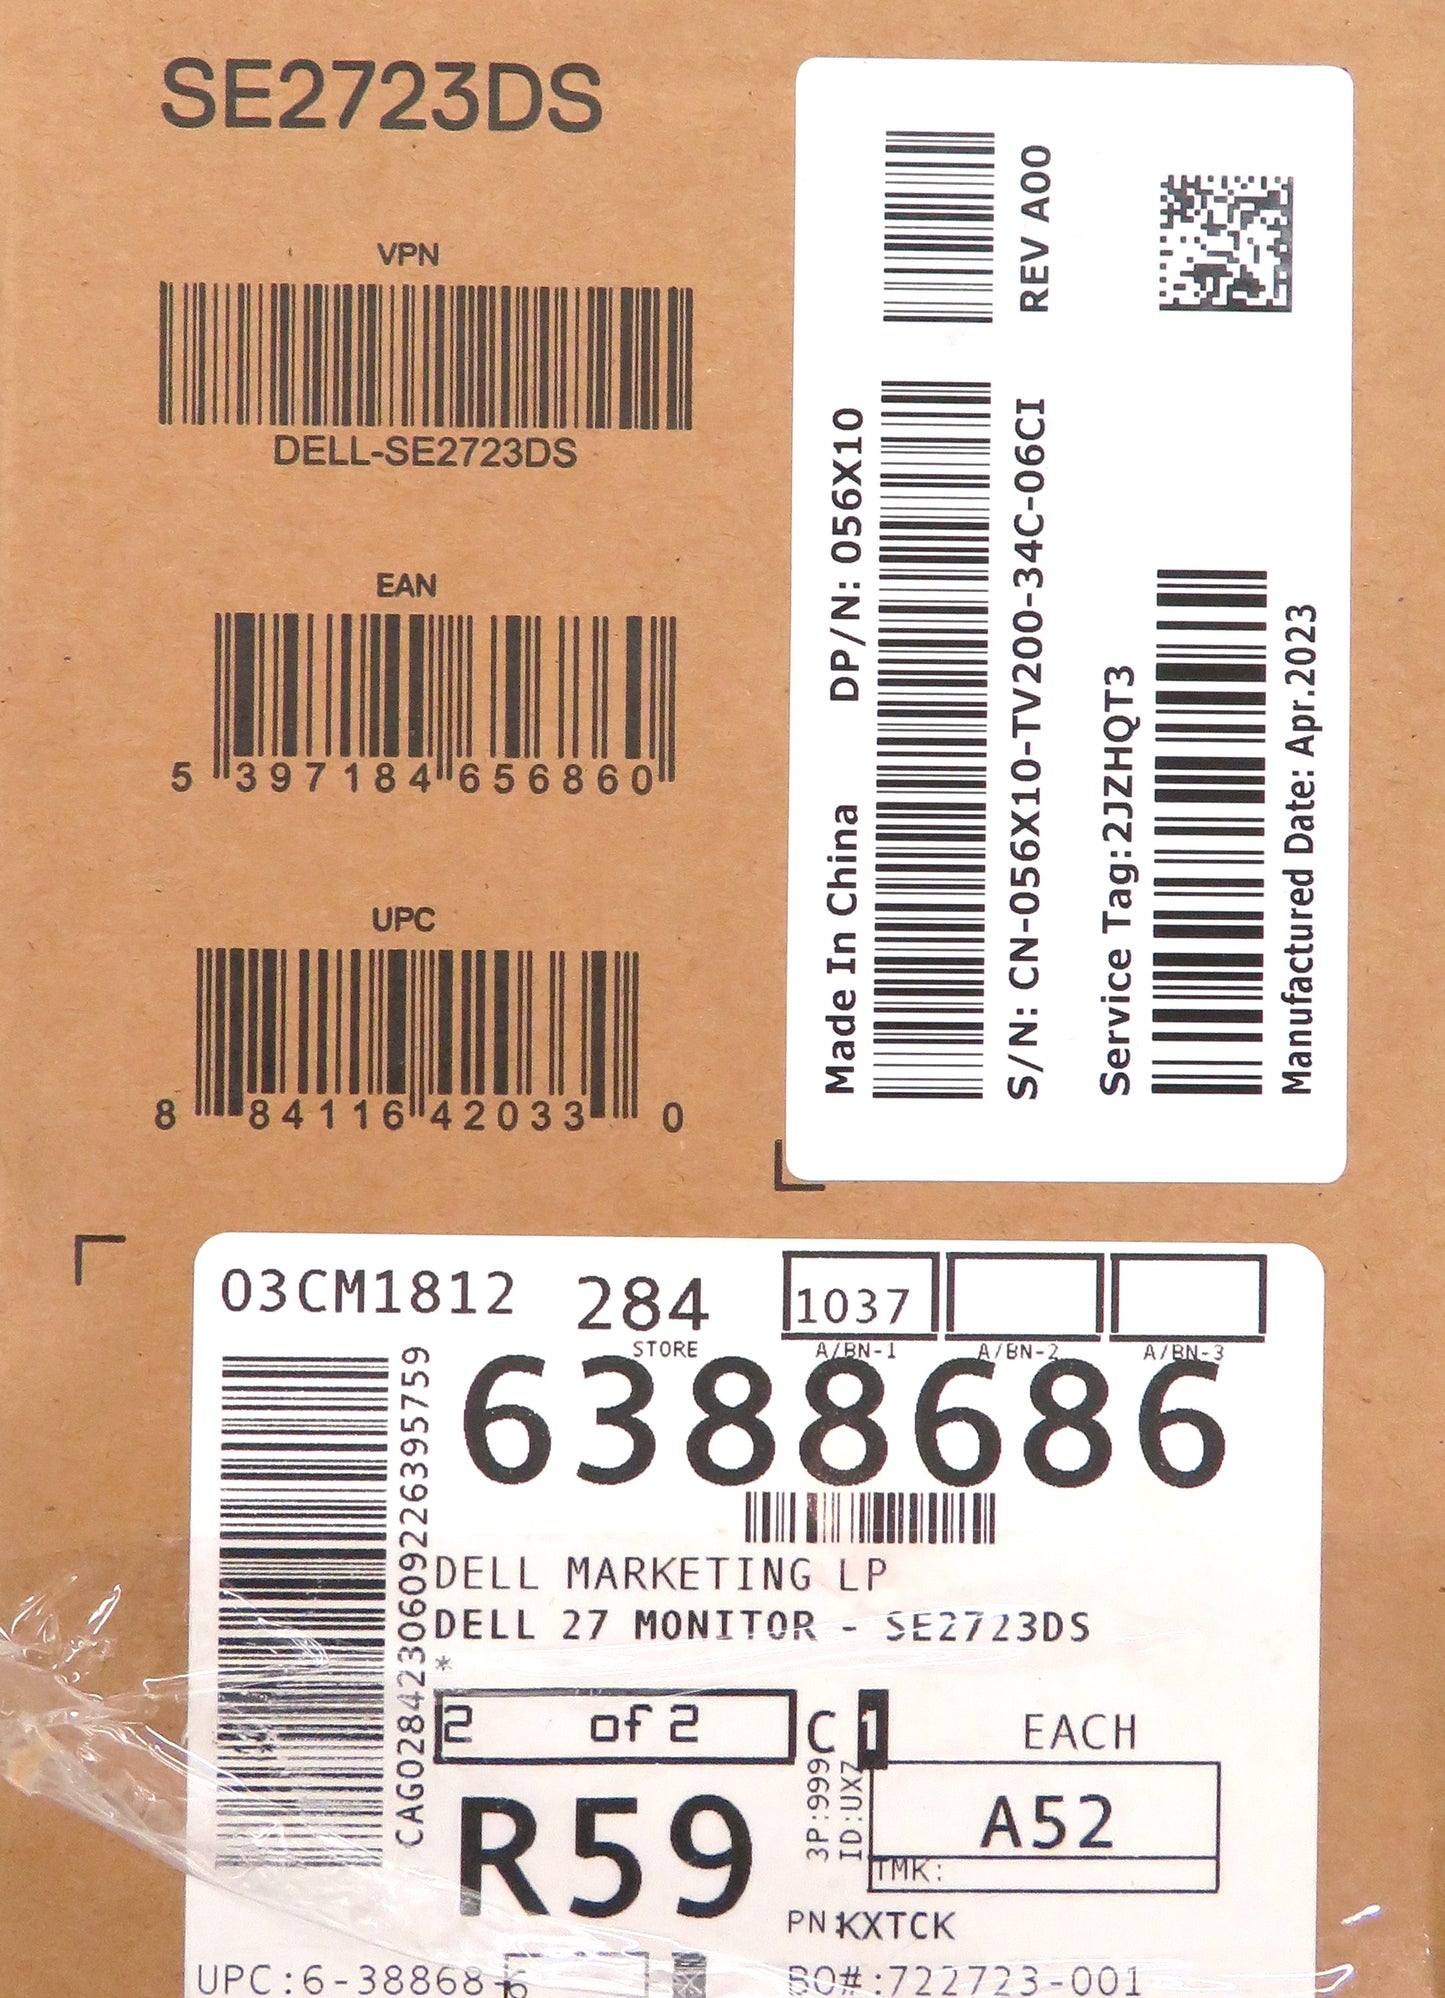 SE2723DS
VPN
DELL-SE2723DS
EAN
5 397184 656860
UPC
8 84116 42033 0
Made In China DP/N: 056X10
S/N: CN-056X10-TV200-34C-06CI
REV A00
Service Tag:2JZHQT3
Manufactured Date: Apr.2023
03CM1812
284
STORE
1037
A/BN-1
A/BN-2
A/BN-3
6388686
CAG0284230609226395759
DELL MARKETING LP
DELL 27 MONITOR - SE2723DS
*
2 of 2
C 1
EACH
R59
3P:999
ID:UXZ
A52
TMK:
PN:KXTCK
UPC:6-38868-6
BO#:722723-001